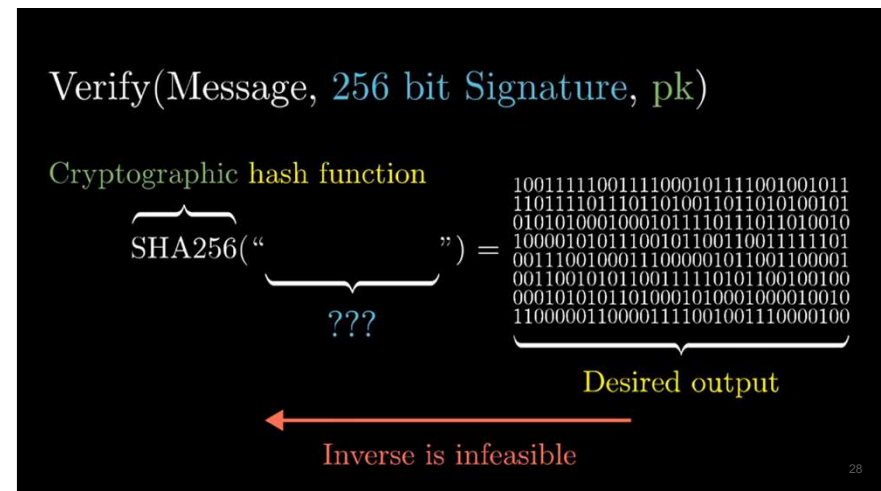 Verify(Message, 256 bit Signature, pk)
Cryptographic hash function
SHA256(“ ”) =
10011111001111000101111001001011
11011110111011010011011010100101
01010100010001011110111011010010
10000101011100101100110011111101
00111001000111000001011001100001
00110010101100111110101100100100
00010101011010001010001000010010
11000001100001111001001110000100
???
Desired output
Inverse is infeasible
28